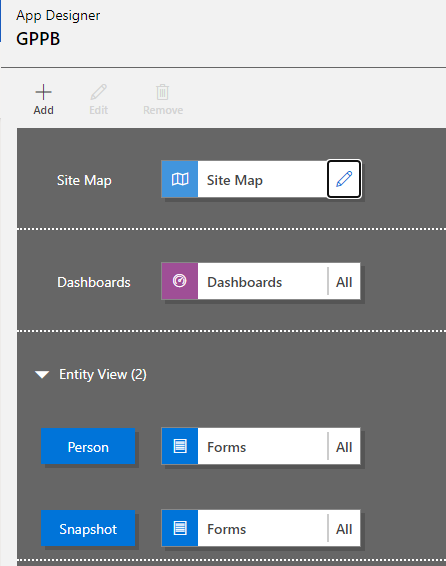 App Designer
GPPB
Add Edit Remove
Site Map Site Map
Dashboards Dashboards All
Entity View (2)
Person Forms All
Snapshot Forms All